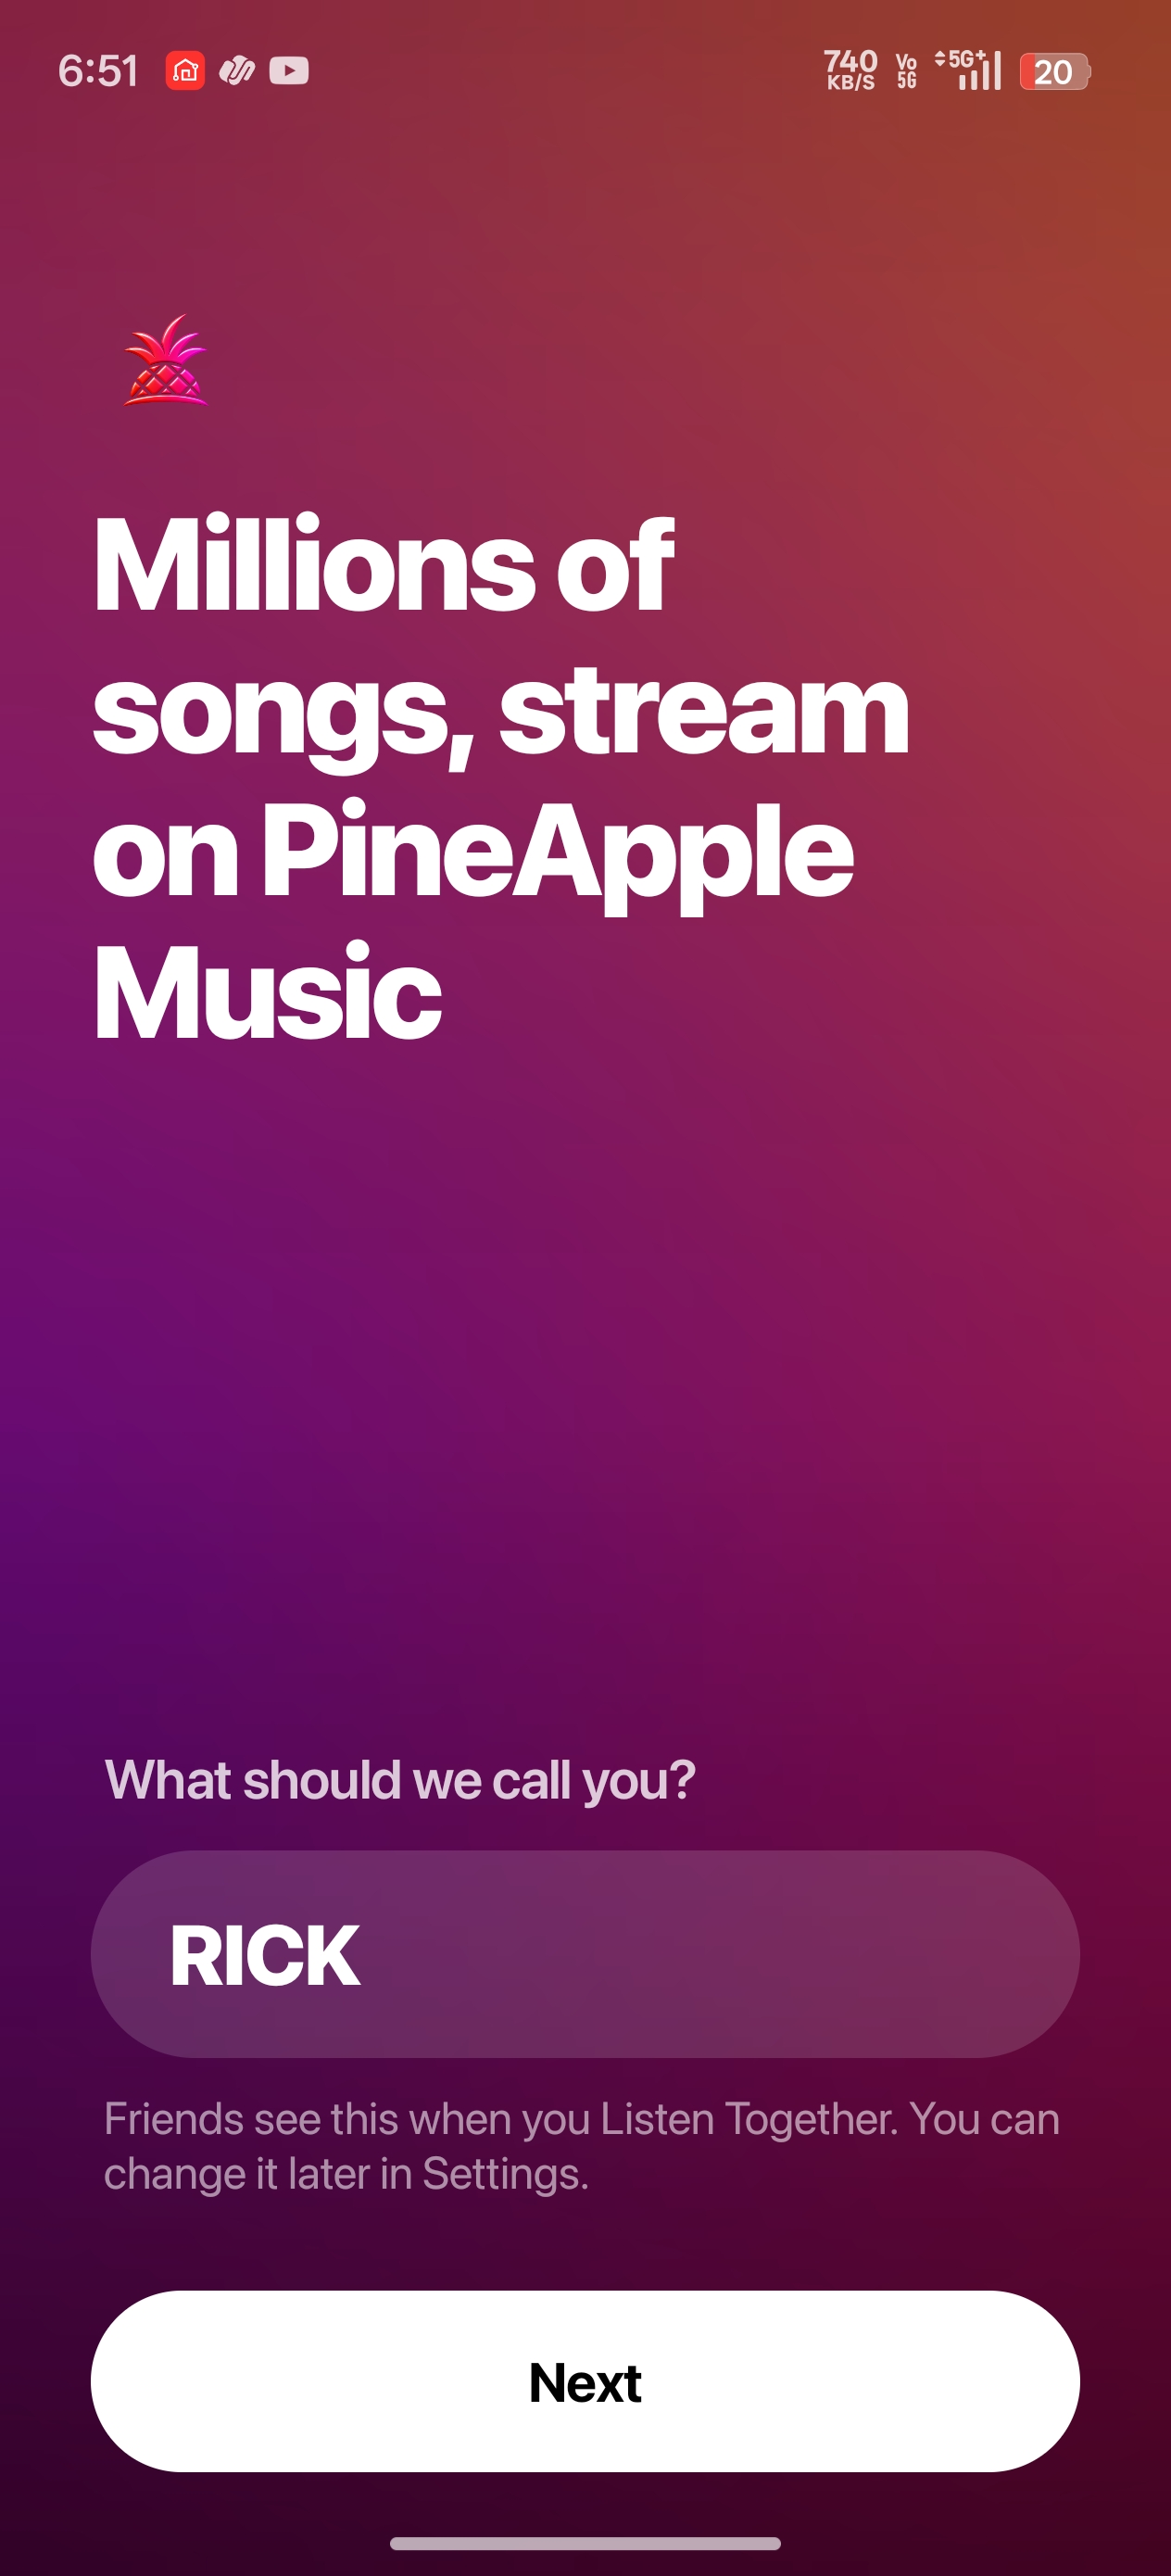 6:51
740 KB/S Vo 5G 5G+ 20
Millions of
songs, stream
on PineApple
Music
What should we call you?
RICK
Friends see this when you Listen Together. You can
change it later in Settings.
Next